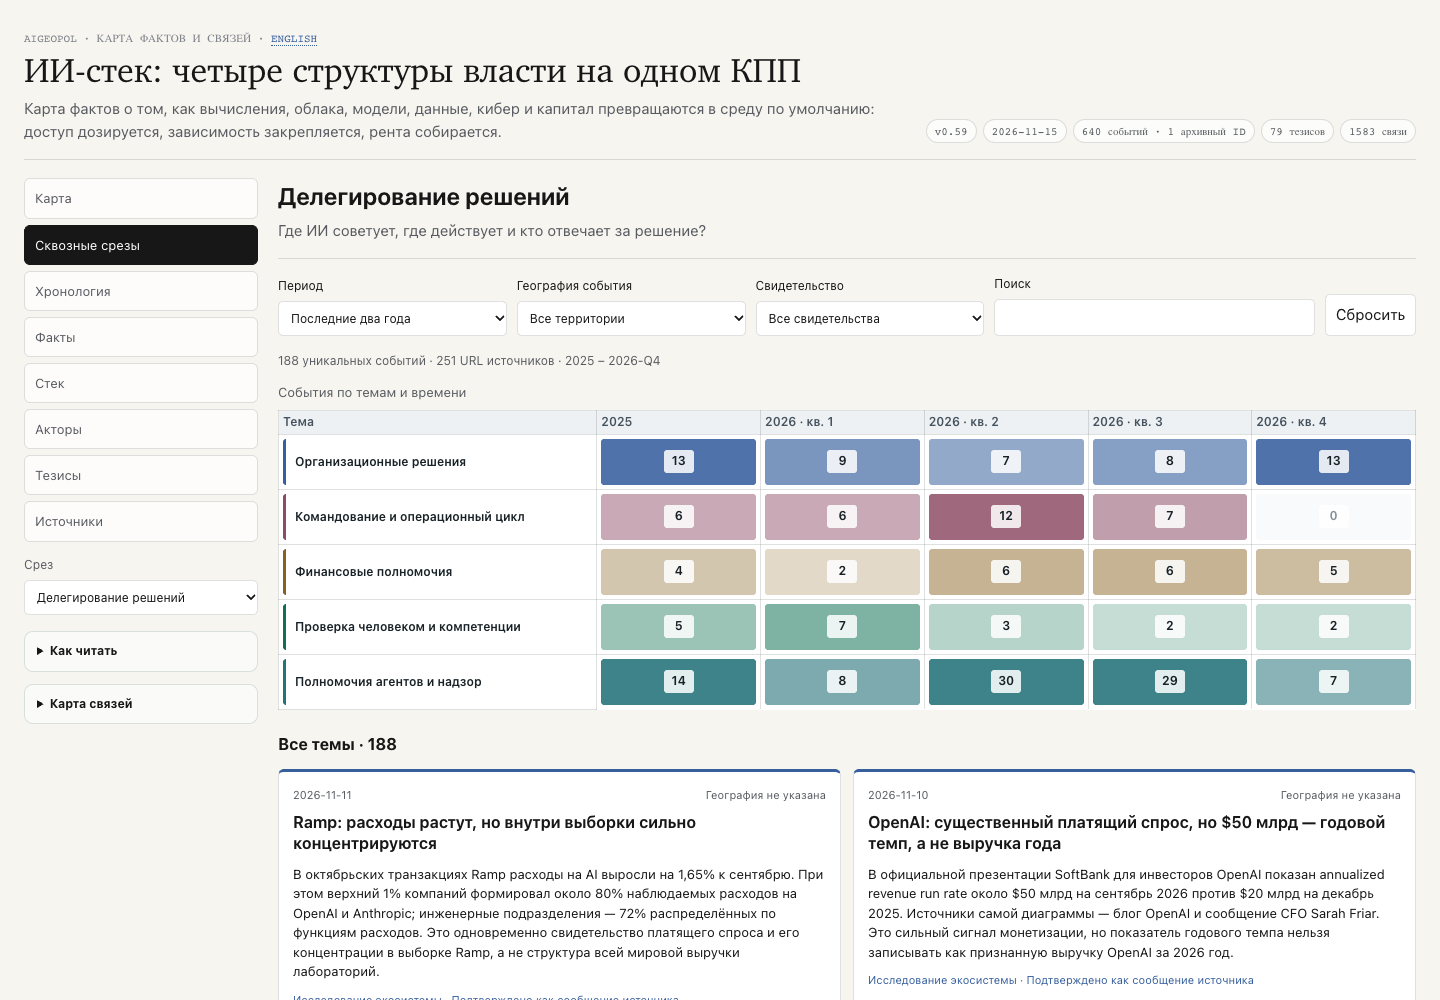 AIGEOPOL · КАРТА ФАКТОВ И СВЯЗЕЙ · ENGLISH
ИИ-стек: четыре структуры власти на одном КПП
Карта фактов о том, как вычисления, облака, модели, данные, кибер и капитал превращаются в среду по умолчанию:
доступ дозируется, зависимость закрепляется, рента собирается.
v0.59
2026-11-15
640 событий · 1 архивный ID
79 тезисов
1583 связи
Карта
Сквозные срезы
Хронология
Факты
Стек
Акторы
Тезисы
Источники
Срез
Делегирование решений
▶ Как читать
▶ Карта связей
Делегирование решений
Где ИИ советует, где действует и кто отвечает за решение?
Период
География события
Свидетельство
Поиск
Последние два года
Все территории
Все свидетельства
Сбросить
188 уникальных событий · 251 URL источников · 2025 – 2026-Q4
События по темам и времени
Тема 2025 2026 · кв. 1 2026 · кв. 2 2026 · кв. 3 2026 · кв. 4
Организационные решения 13 9 7 8 13
Командование и операционный цикл 6 6 12 7 0
Финансовые полномочия 4 2 6 6 5
Проверка человеком и компетенции 5 7 3 2 2
Полномочия агентов и надзор 14 8 30 29 7
Все темы · 188
2026-11-11 География не указана
Ramp: расходы растут, но внутри выборки сильно
концентрируются
В октябрьских транзакциях Ramp расходы на AI выросли на 1,65% к сентябрю. При
этом верхний 1% компаний формировал около 80% наблюдаемых расходов на
OpenAI и Anthropic; инженерные подразделения — 72% распределённых по
функциям расходов. Это одновременно свидетельство платящего спроса и его
концентрации в выборке Ramp, а не структура всей мировой выручки
лабораторий.
Исследование экосистемы · Подтверждено как сообщение источника
2026-11-10 География не указана
OpenAI: существенный платящий спрос, но $50 млрд — годовой
темп, а не выручка года
В официальной презентации SoftBank для инвесторов OpenAI показан annualized
revenue run rate около $50 млрд на сентябрь 2026 против $20 млрд на декабрь
2025. Источники самой диаграммы — блог OpenAI и сообщение CFO Sarah Friar.
Это сильный сигнал монетизации, но показатель годового темпа нельзя
записывать как признанную выручку OpenAI за 2026 год.
Исследование экосистемы · Подтверждено как сообщение источника